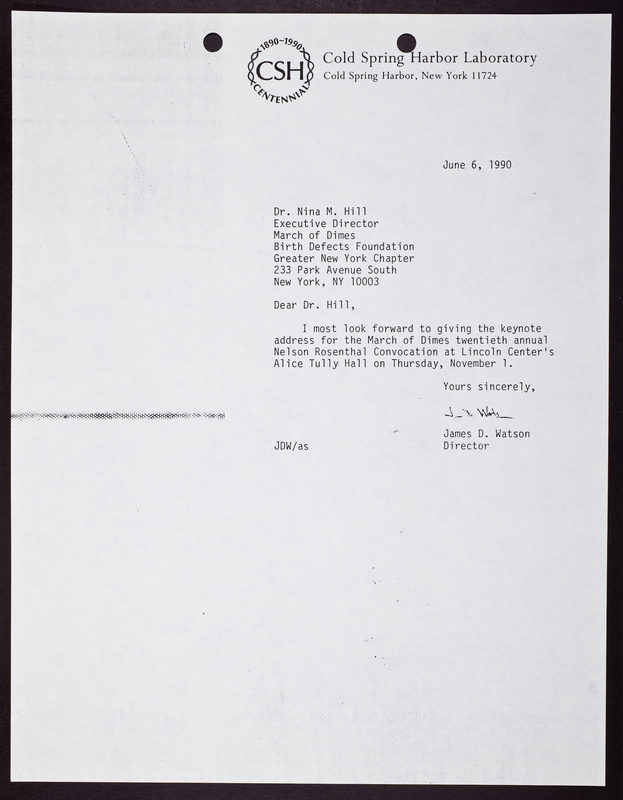 1890-1990
CSH
CENTENNIAL
Cold Spring Harbor Laboratory
Cold Spring Harbor, New York 11724
June 6, 1990
Dr. Nina M. Hill
Executive Director
March of Dimes
Birth Defects Foundation
Greater New York Chapter
233 Park Avenue South
New York, NY 10003
Dear Dr. Hill,
I most look forward to giving the keynote
address for the March of Dimes twentieth annual
Nelson Rosenthal Convocation at Lincoln Center's
Alice Tully Hall on Thursday, November 1.
Yours sincerely,
J. D. Watson
James D. Watson
JDW/as Director